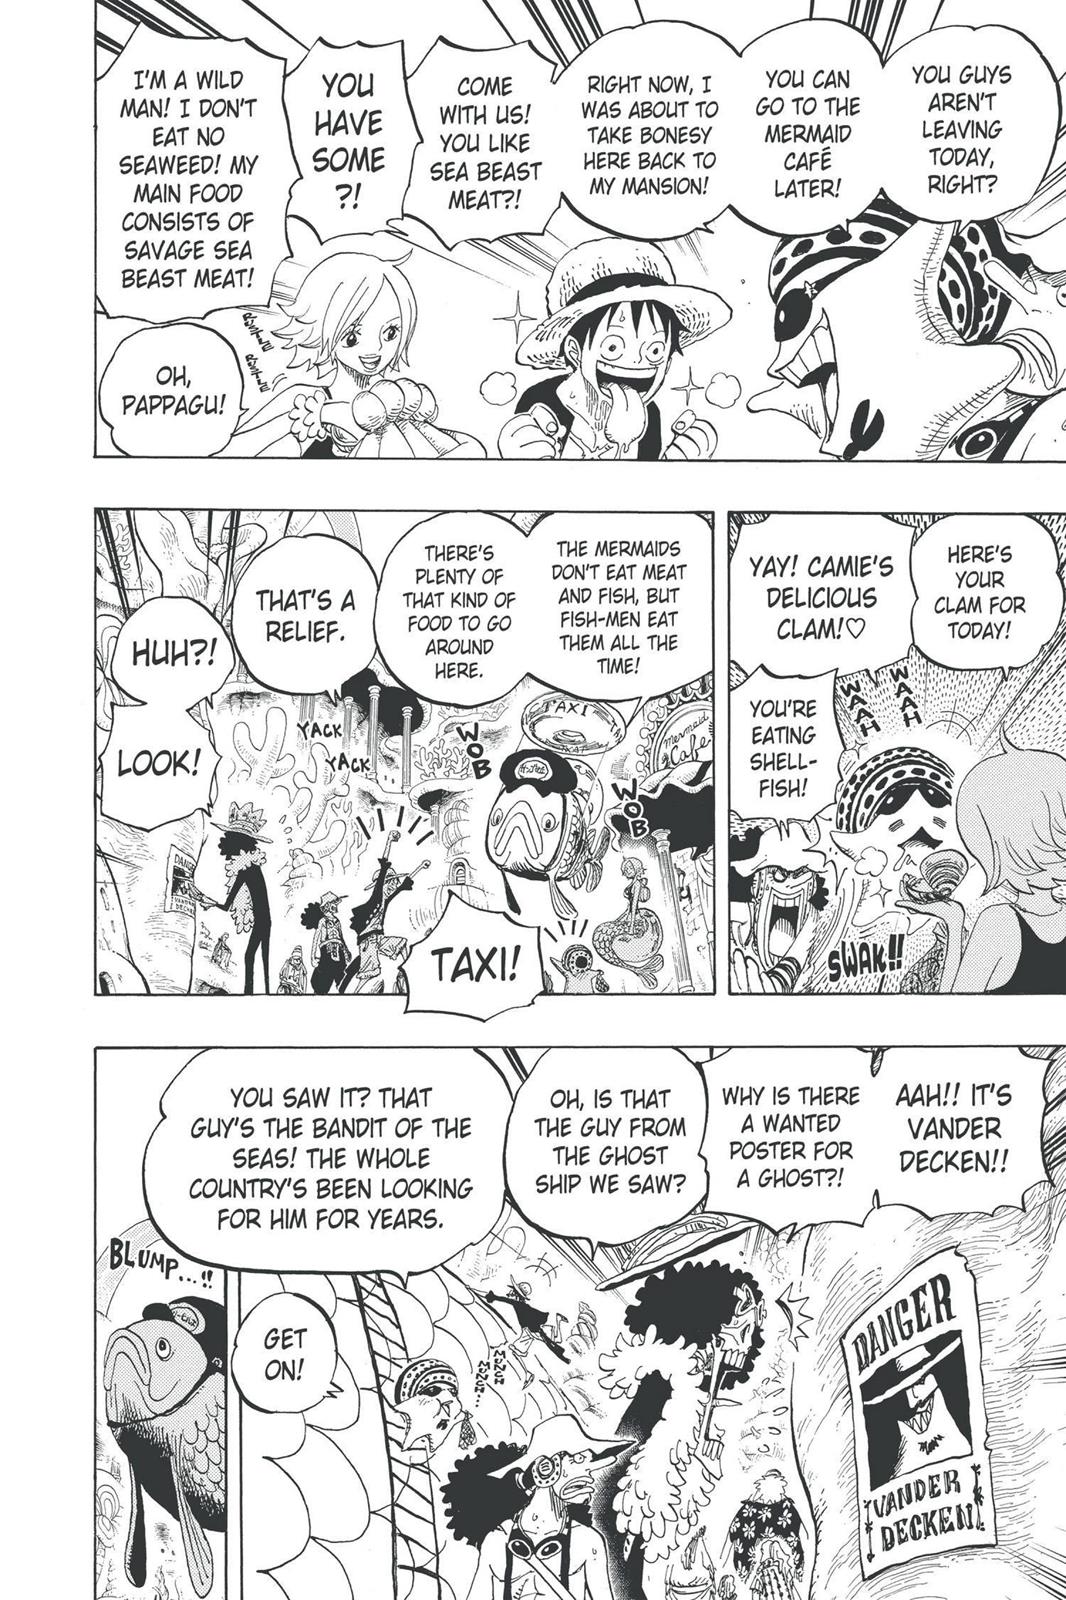 YOU GUYS
AREN'T
LEAVING
TODAY,
RIGHT?
YOU CAN
GO TO THE
MERMAID
CAFÉ
LATER!
RIGHT NOW, I
WAS ABOUT TO
TAKE BONESY
HERE BACK TO
MY MANSION!
COME
WITH US!
YOU LIKE
SEA BEAST
MEAT?!
YOU
HAVE
SOME
?!
I'M A WILD
MAN! I DON'T
EAT NO
SEAWEED! MY
MAIN FOOD
CONSISTS OF
SAVAGE SEA
BEAST MEAT!
OH,
PAPPAGU!
HERE'S
YOUR
CLAM FOR
TODAY!
YAY! CAMIE'S
DELICIOUS
CLAM!♡
WAAH
WAAH
YOU'RE
EATING
SHELL-
FISH!
SWAK!!
THE MERMAIDS
DON'T EAT MEAT
AND FISH, BUT
FISH-MEN EAT
THEM ALL THE
TIME!
THERE'S
PLENTY OF
THAT KIND OF
FOOD TO GO
AROUND
HERE.
THAT'S A
RELIEF.
HUH?!
LOOK!
YACK
YACK
WOB
WOB
TAXI
Mermaid
Café
DANGER
VANDER
DECKEN
TAXI!
AAH!! IT'S
VANDER
DECKEN!!
WHY IS THERE
A WANTED
POSTER FOR
A GHOST?!
OH, IS THAT
THE GUY FROM
THE GHOST
SHIP WE SAW?
YOU SAW IT? THAT
GUY'S THE BANDIT OF THE
SEAS! THE WHOLE
COUNTRY'S BEEN LOOKING
FOR HIM FOR YEARS.
DANGER
VANDER
DECKEN
MUNCH
MUNCH...
GET
ON!
BLUMP...!!